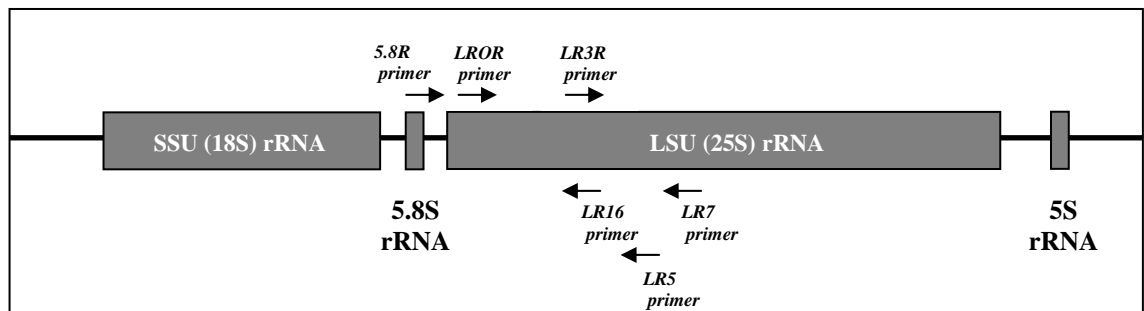 5.8R primer
LROR primer
LR3R primer
SSU (18S) rRNA
LSU (25S) rRNA
5.8S rRNA
LR16 primer
LR7 primer
LR5 primer
5S rRNA